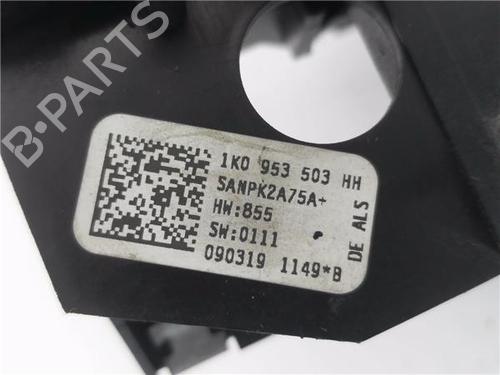 B-PARTS
1K0 953 503 HH
SANPK2A75A+
HW:855
SW:0111
090319 1149*B
DE ALS